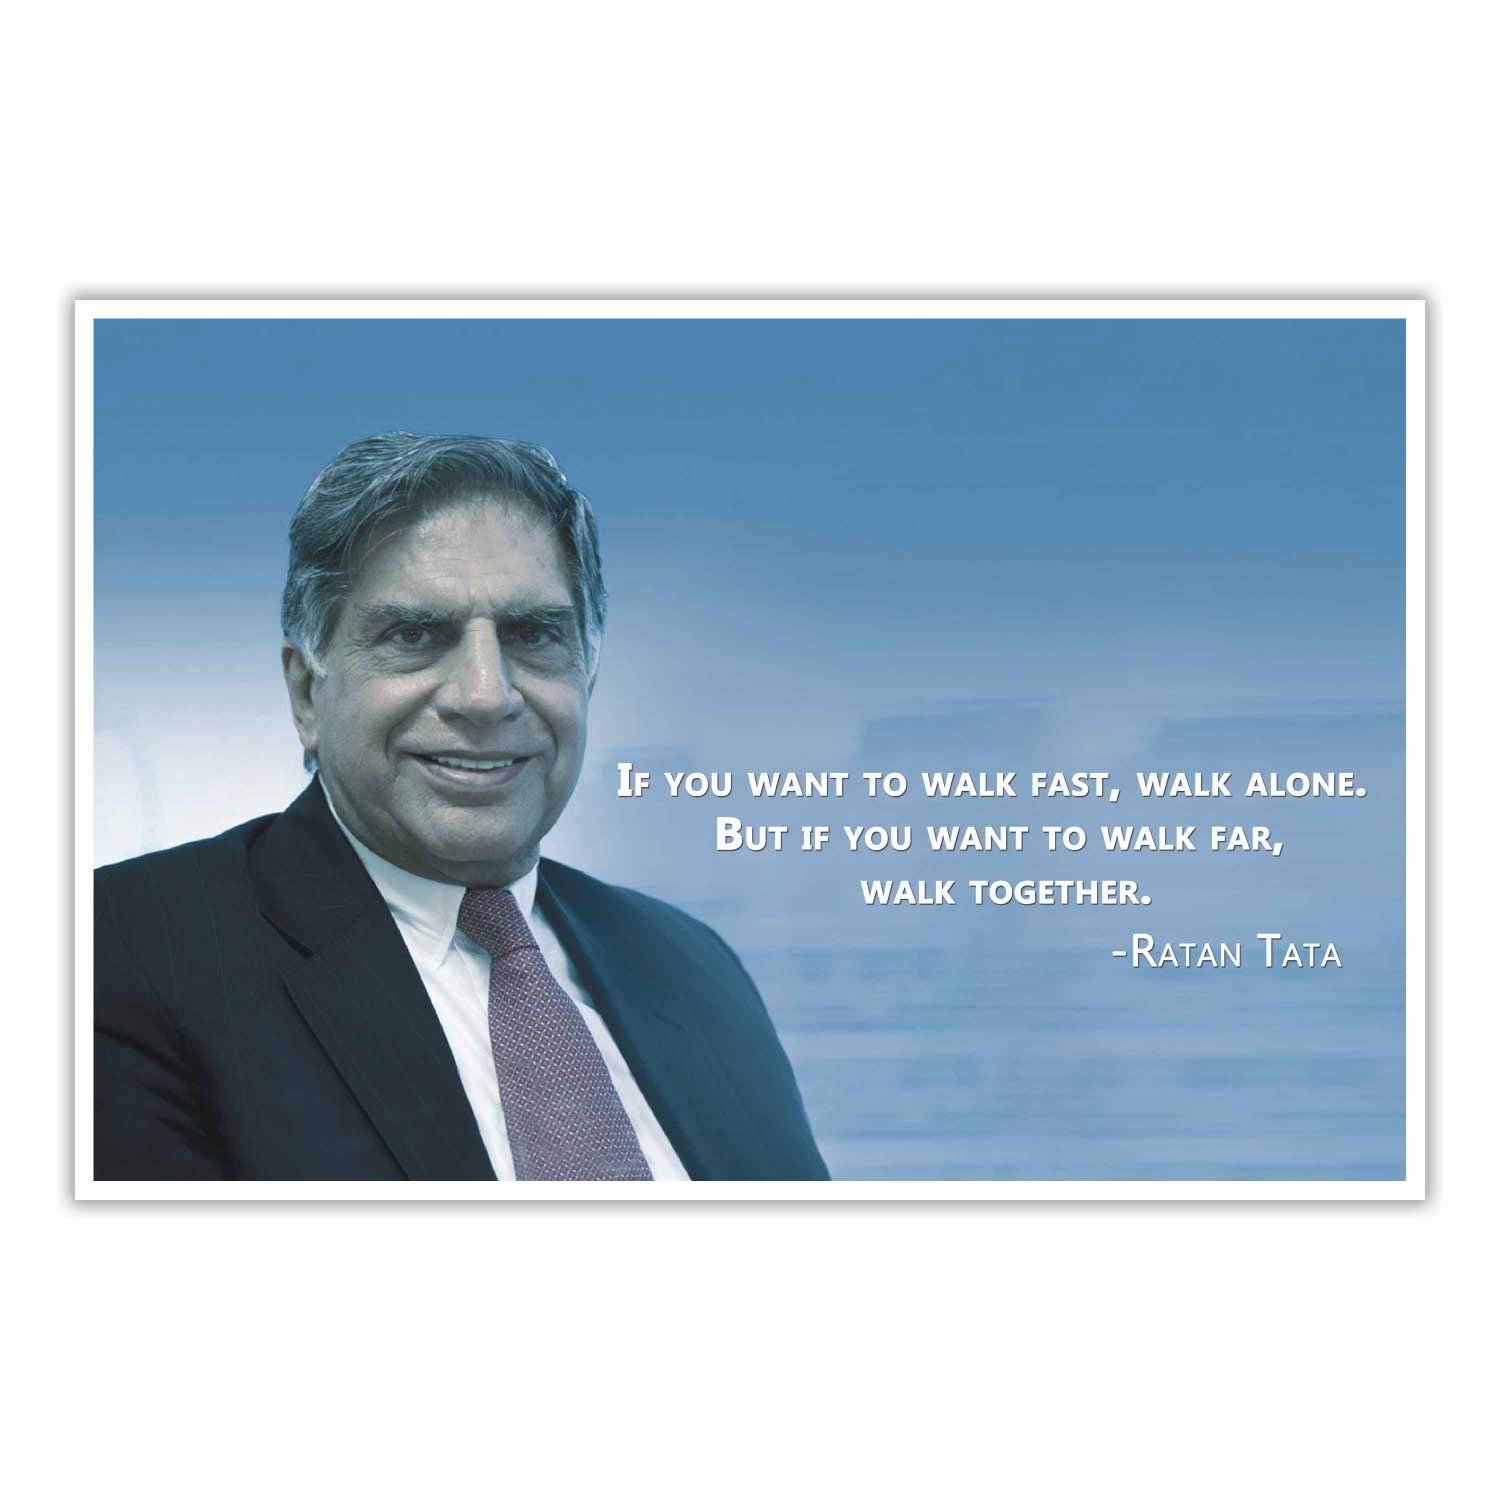 If you want to walk fast, walk alone.
But if you want to walk far,
walk together.
-Ratan Tata